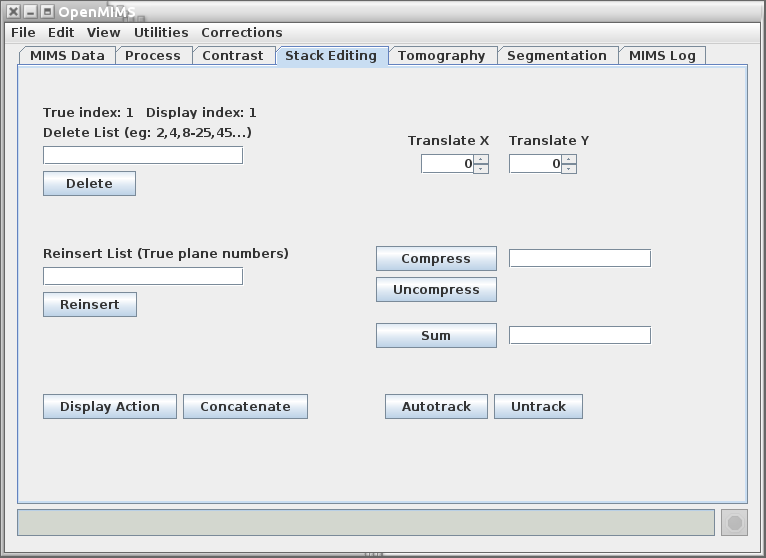 OpenMIMS
File Edit View Utilities Corrections
MIMS Data Process Contrast Stack Editing Tomography Segmentation MIMS Log
True index: 1 Display index: 1
Delete List (eg: 2,4,8-25,45...)
Translate X Translate Y
0 0
Delete
Reinsert List (True plane numbers)
Compress
Uncompress
Reinsert
Sum
Display Action Concatenate Autotrack Untrack